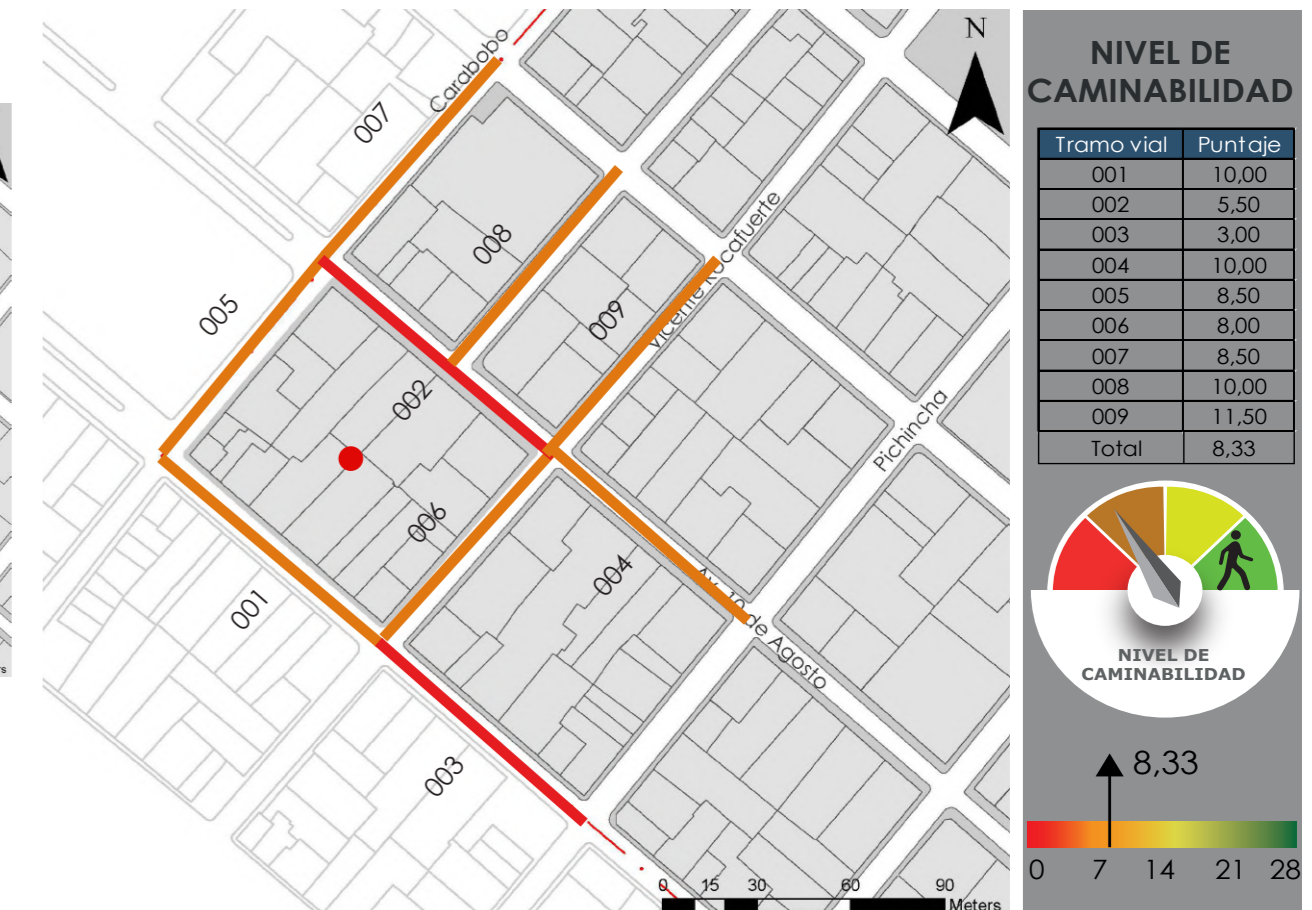 Carabobo
007
N
008
Vicente Rocafuerte
005
009
002
Pichincha
006
004
Av. 10 de Agosto
001
003
0 15 30 60 90
Meters
NIVEL DE
CAMINABILIDAD
Tramo vial Puntaje
001 10,00
002 5,50
003 3,00
004 10,00
005 8,50
006 8,00
007 8,50
008 10,00
009 11,50
Total 8,33
NIVEL DE
CAMINABILIDAD
8,33
0 7 14 21 28